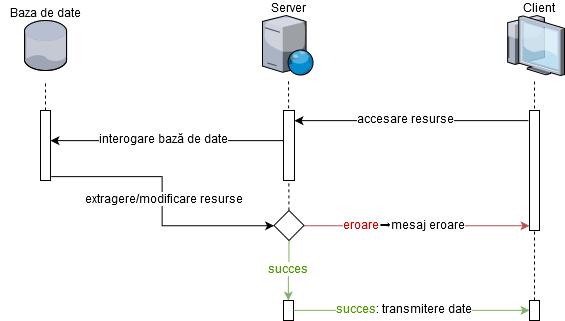 Baza de date
Server
Client
accesare resurse
interogare bază de date
extragere/modificare resurse
eroare→mesaj eroare
succes
succes: transmitere date